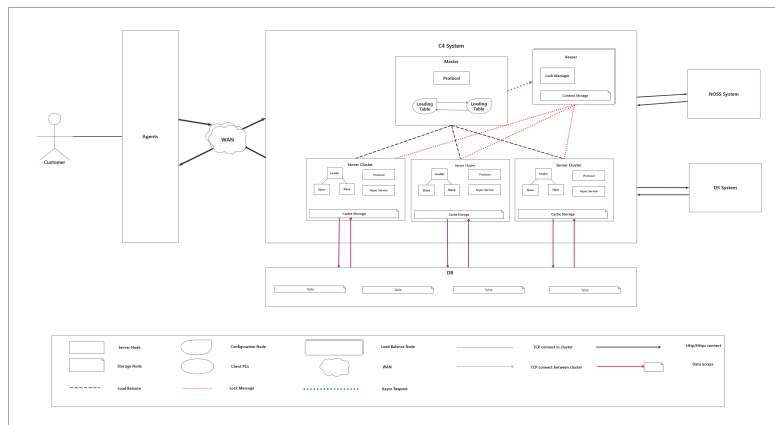 C4 System
Master
Protocol
Loading
Table
Loading
Table
Keeper
Lock Manager
Context Storage
NOSS System
Agents
WAN
Customer
Server Cluster
Leader
Protocol
Slave
Slave
Async Service
Cache Storage
Server Cluster
Leader
Protocol
Slave
Slave
Async Service
Cache Storage
Server Cluster
Leader
Protocol
Slave
Slave
Async Service
Cache Storage
DS System
DB
Table
Table
Table
Table
Server Node
Configuration Node
Load Balance Node
TCP connect in cluster
Http/Https connect
Storage Node
Client PCs
WAN
TCP connect between cluster
Data access
Load Balance
Lock Message
Async Request